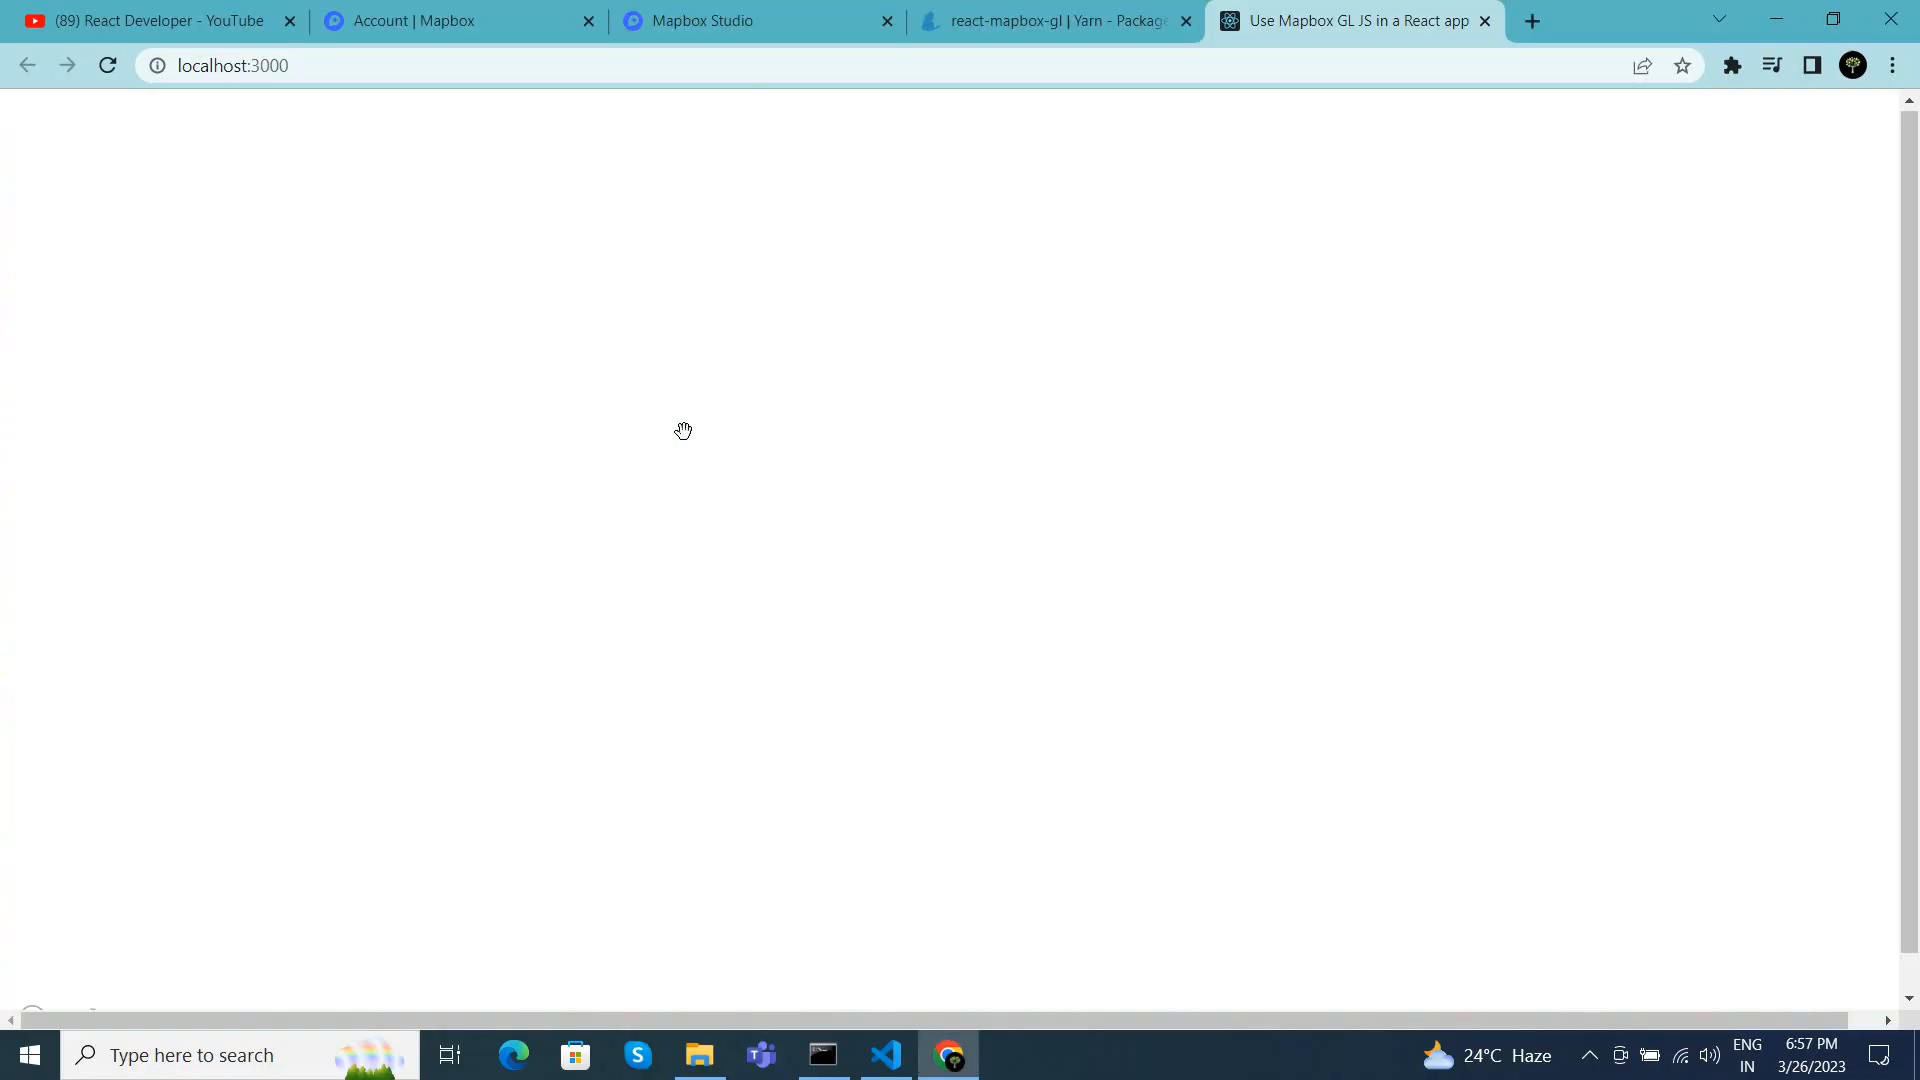 (89) React Developer - YouTube
Account | Mapbox
Mapbox Studio
react-mapbox-gl | Yarn - Package
Use Mapbox GL JS in a React app
localhost:3000
Type here to search
24°C Haze
ENG
IN
6:57 PM
3/26/2023